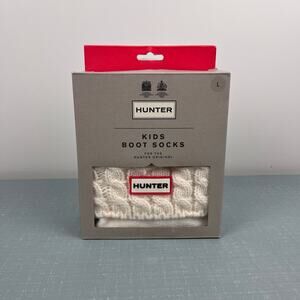 L
HUNTER
KIDS
BOOT SOCKS
FOR THE
HUNTER ORIGINAL
HUNTER